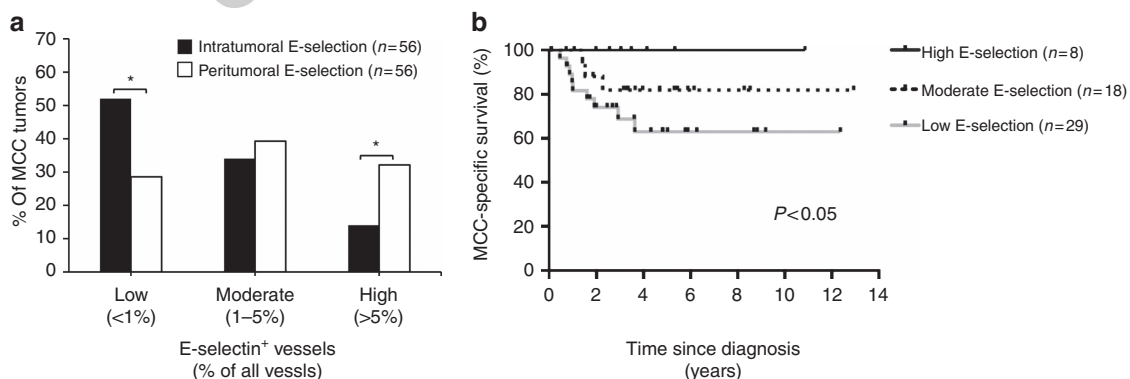 a
70
60
50
40
30
20
10
0
% Of MCC tumors
Intratumoral E-selection (n=56)
Peritumoral E-selection (n=56)
*
*
Low
(<1%)
Moderate
(1–5%)
High
(>5%)
E-selectin+ vessels
(% of all vessls)
b
100
80
60
40
20
0
MCC-specific survival (%)
High E-selection (n=8)
Moderate E-selection (n=18)
Low E-selection (n=29)
P<0.05
0 2 4 6 8 10 12 14
Time since diagnosis
(years)